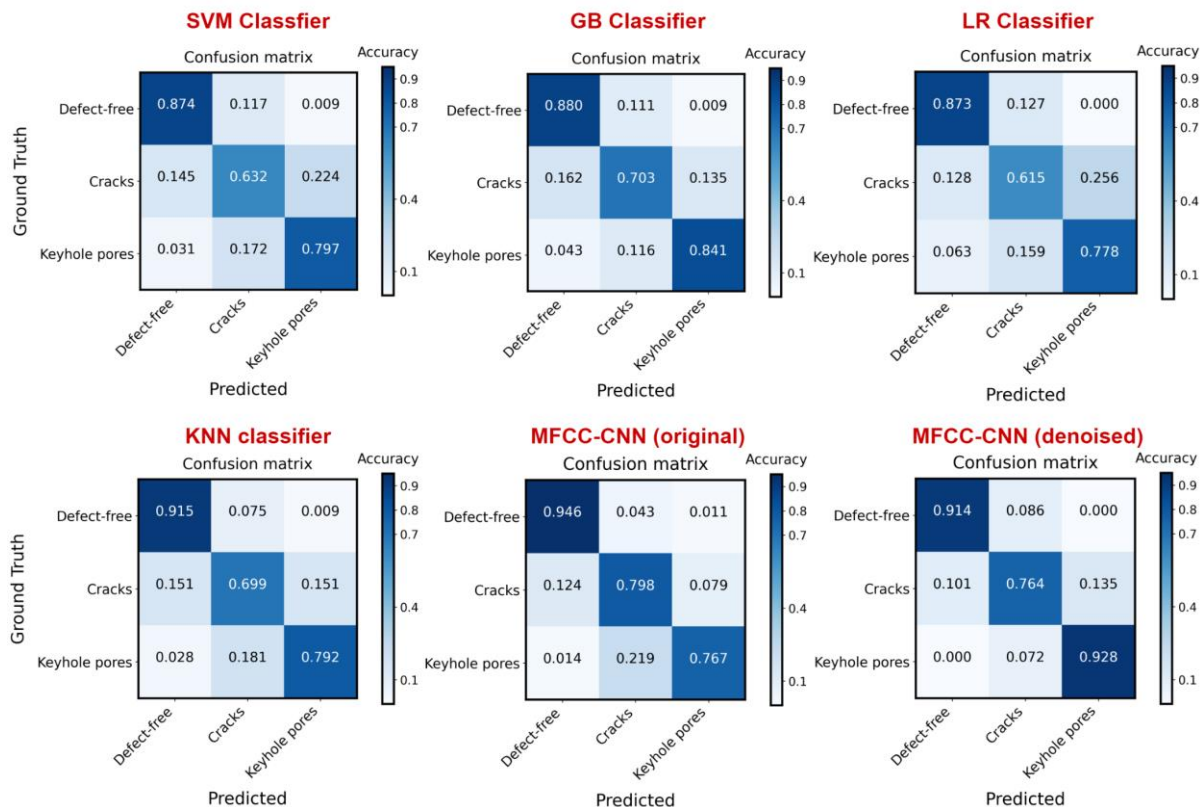 SVM Classfier
GB Classifier
LR Classifier
Confusion matrix
Accuracy
Confusion matrix
Accuracy
Confusion matrix
Accuracy
Ground Truth
Defect-free
0.874 0.117 0.009
0.9
0.8
0.7
Cracks
0.145 0.632 0.224
0.4
Keyhole pores
0.031 0.172 0.797
0.1
Defect-free
Cracks
Keyhole pores
Predicted
Defect-free
0.880 0.111 0.009
0.9
0.8
0.7
Cracks
0.162 0.703 0.135
0.4
Keyhole pores
0.043 0.116 0.841
0.1
Defect-free
Cracks
Keyhole pores
Predicted
Defect-free
0.873 0.127 0.000
0.9
0.8
0.7
Cracks
0.128 0.615 0.256
0.4
Keyhole pores
0.063 0.159 0.778
0.1
Defect-free
Cracks
Keyhole pores
Predicted
KNN classifier
MFCC-CNN (original)
MFCC-CNN (denoised)
Confusion matrix
Accuracy
Confusion matrix
Accuracy
Confusion matrix
Accuracy
Ground Truth
Defect-free
0.915 0.075 0.009
0.9
0.8
0.7
Cracks
0.151 0.699 0.151
0.4
Keyhole pores
0.028 0.181 0.792
0.1
Defect-free
Cracks
Keyhole pores
Predicted
Defect-free
0.946 0.043 0.011
0.9
0.8
0.7
Cracks
0.124 0.798 0.079
0.4
Keyhole pores
0.014 0.219 0.767
0.1
Defect-free
Cracks
Keyhole pores
Predicted
Defect-free
0.914 0.086 0.000
0.9
0.8
0.7
Cracks
0.101 0.764 0.135
0.4
Keyhole pores
0.000 0.072 0.928
0.1
Defect-free
Cracks
Keyhole pores
Predicted